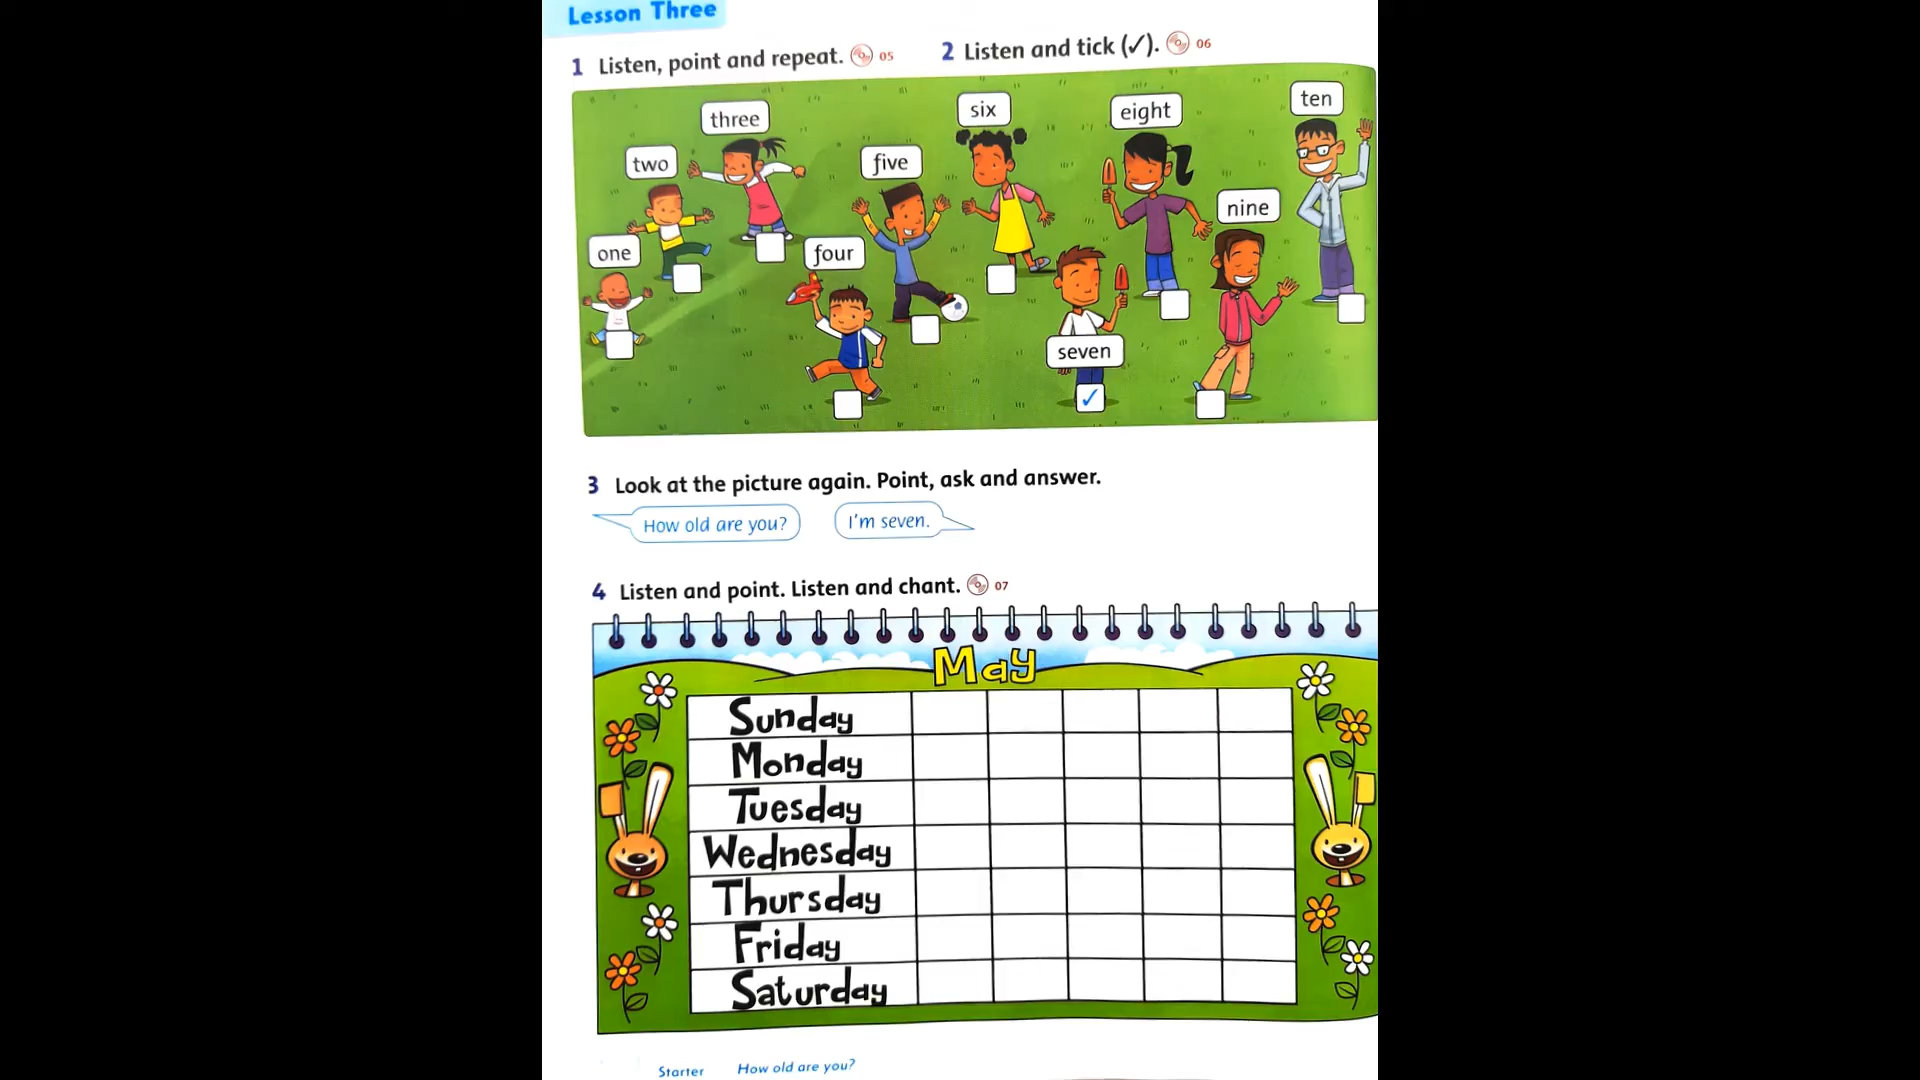 Lesson Three
1 Listen, point and repeat. 05
2 Listen and tick (✓). 06
one
two
three
four
five
six
seven
✓
eight
nine
ten
3 Look at the picture again. Point, ask and answer.
How old are you?
I'm seven.
4 Listen and point. Listen and chant. 07
May
Sunday
Monday
Tuesday
Wednesday
Thursday
Friday
Saturday
Starter How old are you?